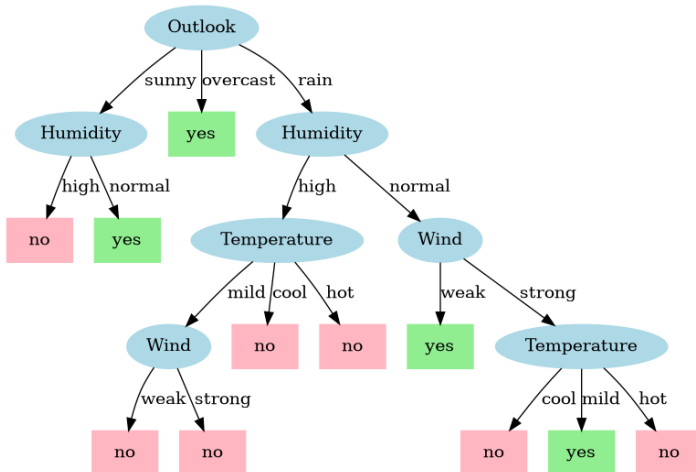 Outlook
sunny overcast rain
Humidity yes Humidity
high normal high normal
no yes Temperature Wind
mild cool hot weak strong
Wind no no yes Temperature
weak strong cool mild hot
no no no yes no